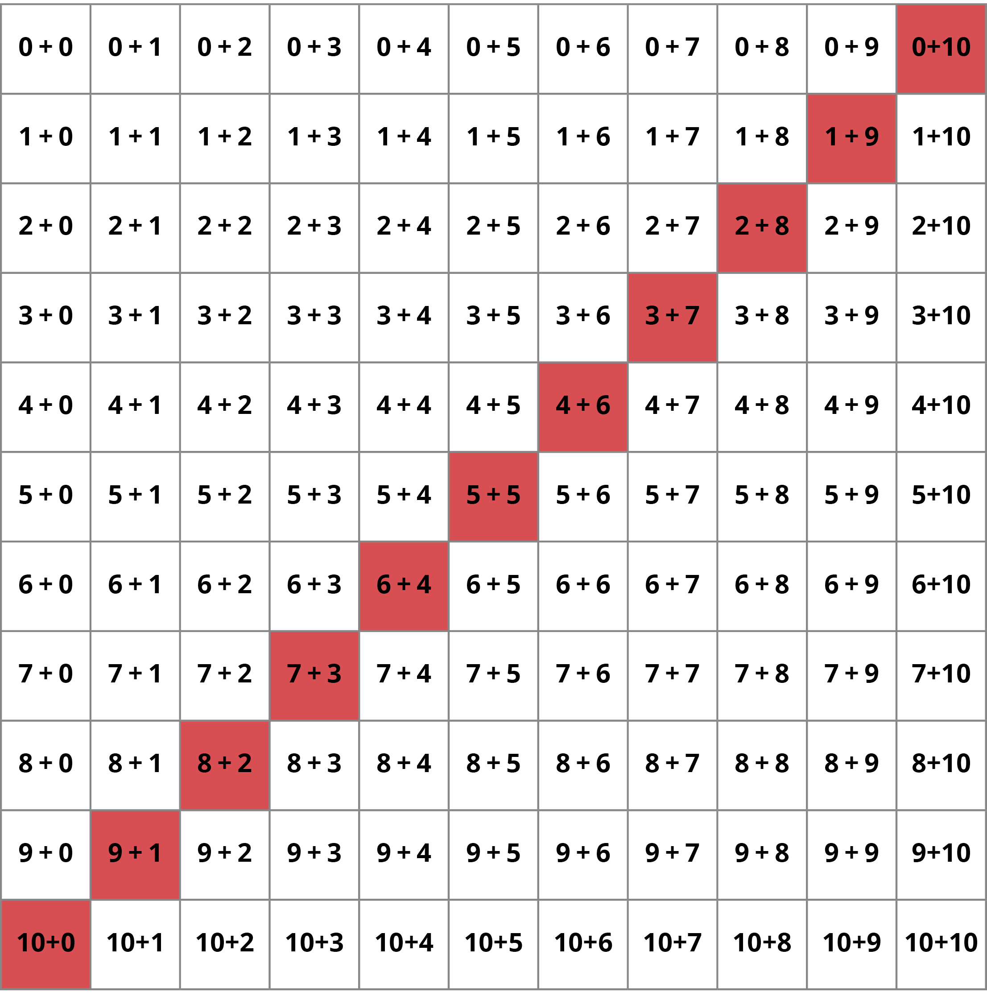 0 + 0 0 + 1 0 + 2 0 + 3 0 + 4 0 + 5 0 + 6 0 + 7 0 + 8 0 + 9 0+10
1 + 0 1 + 1 1 + 2 1 + 3 1 + 4 1 + 5 1 + 6 1 + 7 1 + 8 1 + 9 1+10
2 + 0 2 + 1 2 + 2 2 + 3 2 + 4 2 + 5 2 + 6 2 + 7 2 + 8 2 + 9 2+10
3 + 0 3 + 1 3 + 2 3 + 3 3 + 4 3 + 5 3 + 6 3 + 7 3 + 8 3 + 9 3+10
4 + 0 4 + 1 4 + 2 4 + 3 4 + 4 4 + 5 4 + 6 4 + 7 4 + 8 4 + 9 4+10
5 + 0 5 + 1 5 + 2 5 + 3 5 + 4 5 + 5 5 + 6 5 + 7 5 + 8 5 + 9 5+10
6 + 0 6 + 1 6 + 2 6 + 3 6 + 4 6 + 5 6 + 6 6 + 7 6 + 8 6 + 9 6+10
7 + 0 7 + 1 7 + 2 7 + 3 7 + 4 7 + 5 7 + 6 7 + 7 7 + 8 7 + 9 7+10
8 + 0 8 + 1 8 + 2 8 + 3 8 + 4 8 + 5 8 + 6 8 + 7 8 + 8 8 + 9 8+10
9 + 0 9 + 1 9 + 2 9 + 3 9 + 4 9 + 5 9 + 6 9 + 7 9 + 8 9 + 9 9+10
10+0 10+1 10+2 10+3 10+4 10+5 10+6 10+7 10+8 10+9 10+10